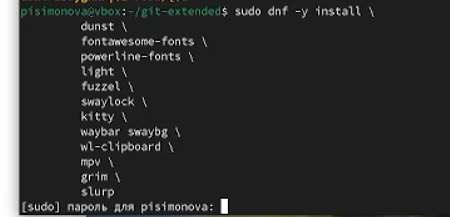 pisimonova@vbox:~/git-extended$ sudo dnf -y install \
dunst \
fontawesome-fonts \
powerline-fonts \
light \
fuzzel \
swaylock \
kitty \
waybar swaybg \
wl-clipboard \
mpv \
grim \
slurp
[sudo] пароль для pisimonova: